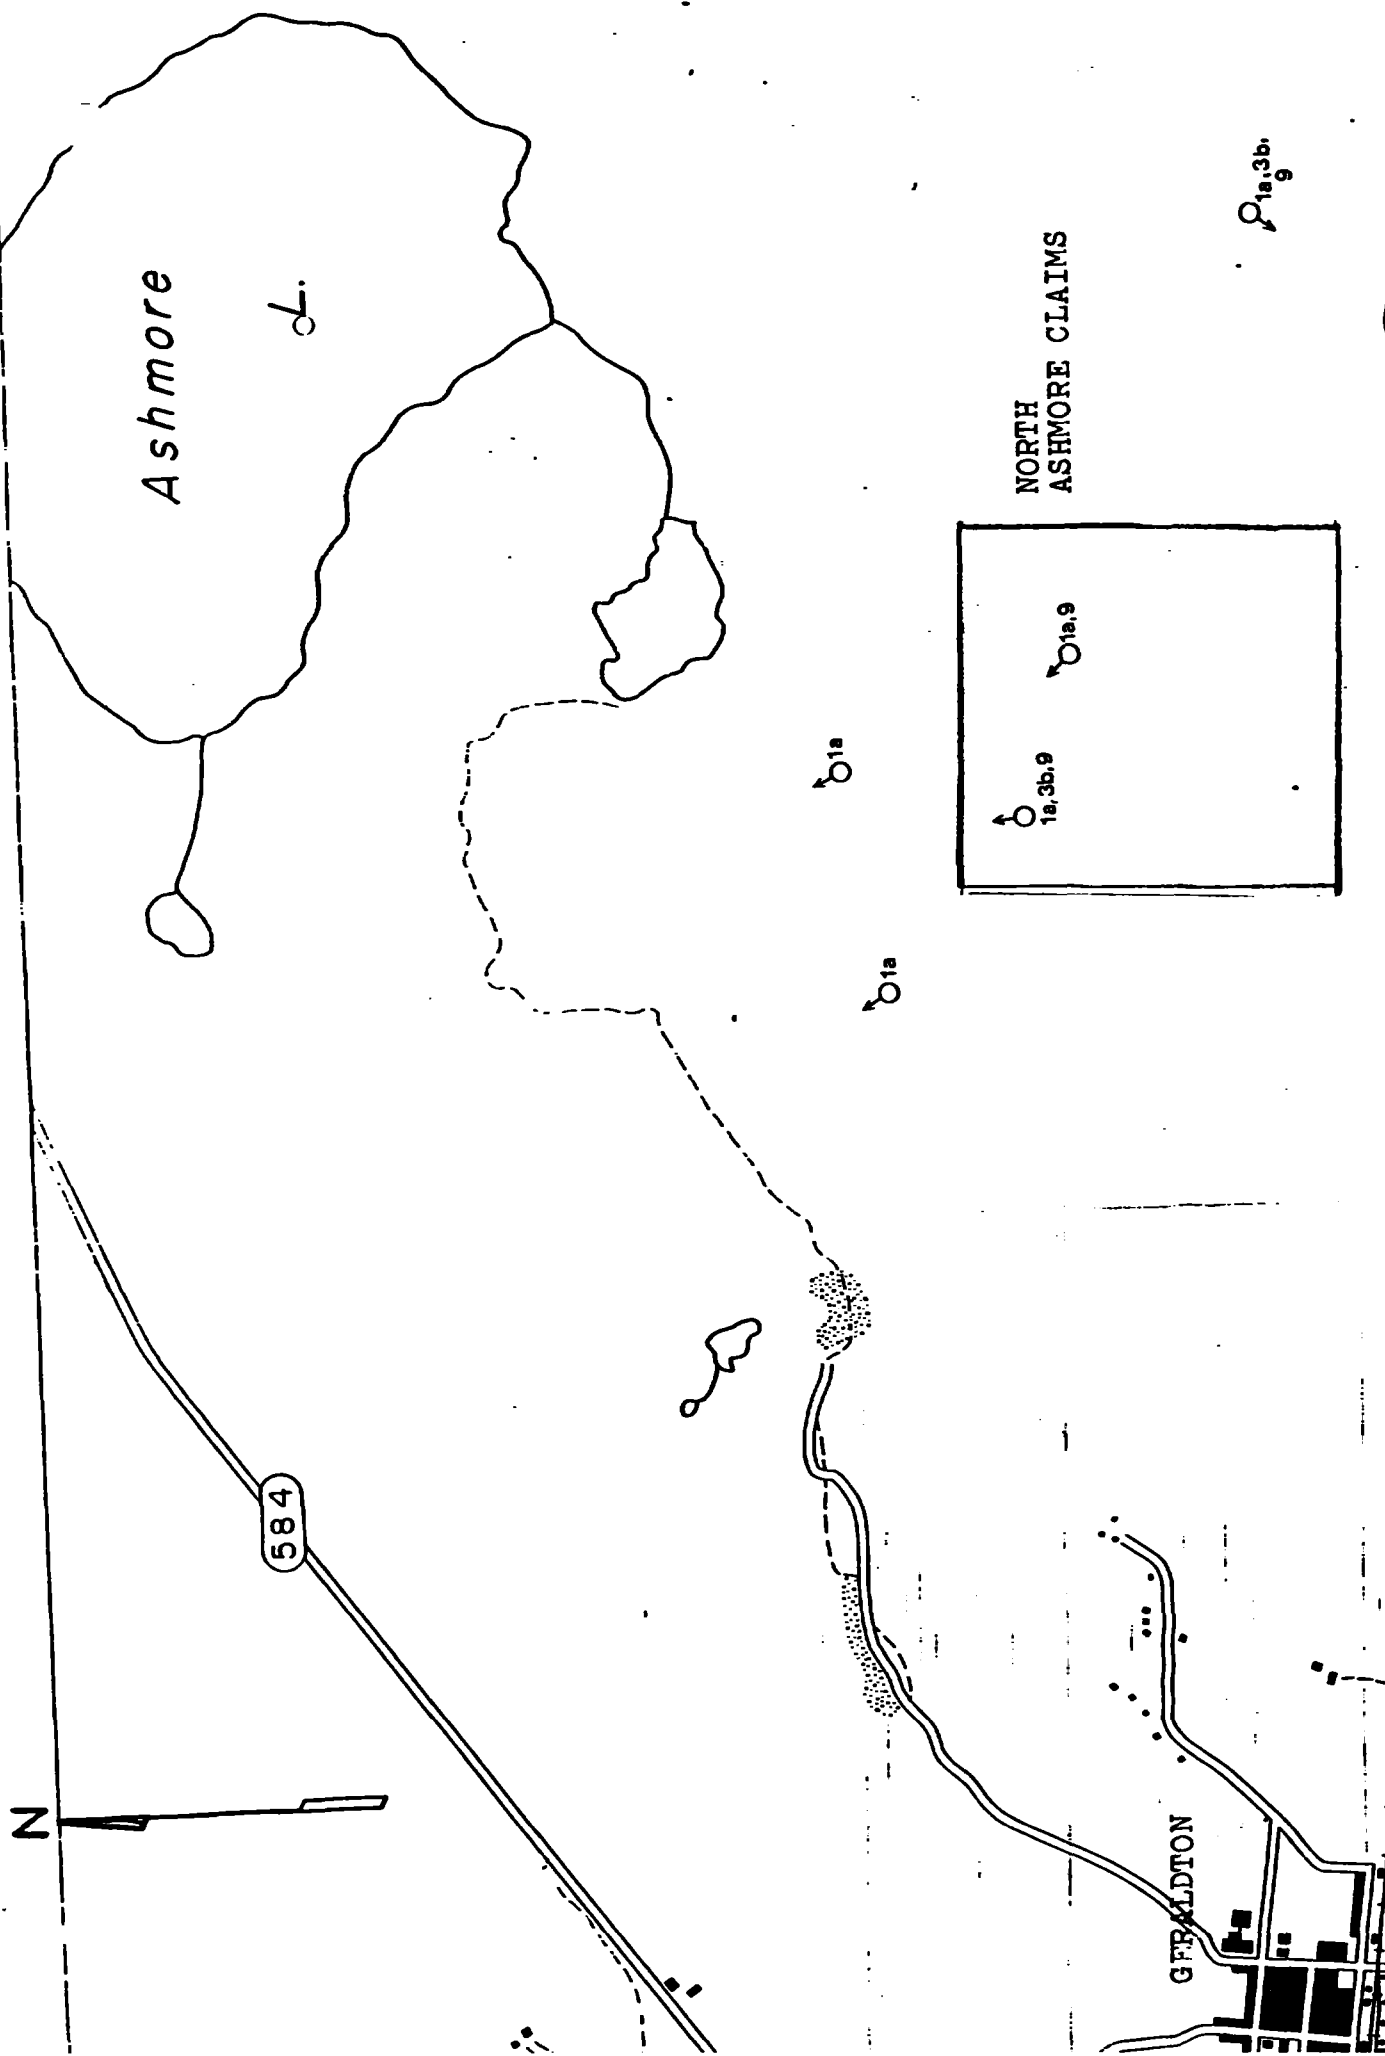 N
584
Ashmore
L.
1a
1a
NORTH
ASHMORE CLAIMS
1a,3b,9
1a,9
1a,3b,
9
GERALDTON